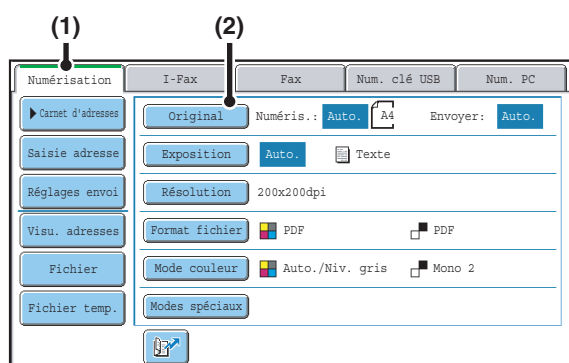 (1) (2)
Numérisation I-Fax Fax Num. clé USB Num. PC
Carnet d'adresses Original Numéris.: Auto. A4 Envoyer: Auto.
Saisie adresse Exposition Auto. Texte
Réglages envoi Résolution 200x200dpi
Visu. adresses Format fichier PDF PDF
Fichier Mode couleur Auto./Niv. gris Mono 2
Fichier temp. Modes spéciaux